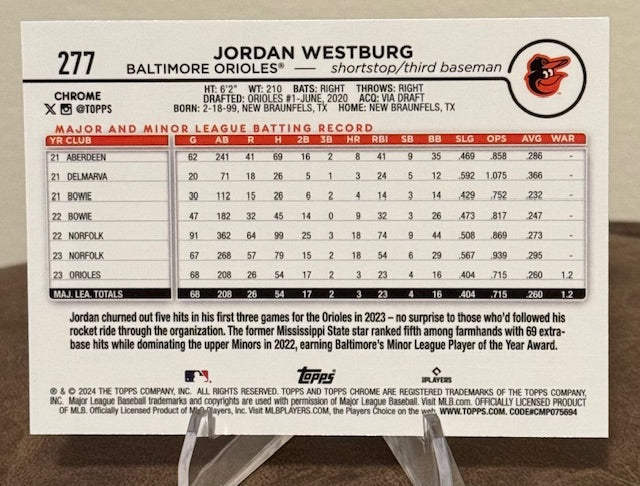 277
JORDAN WESTBURG
BALTIMORE ORIOLES® — shortstop/third baseman
CHROME
@TOPPS
HT: 6'2" WT: 210 BATS: RIGHT THROWS: RIGHT
DRAFTED: ORIOLES #1-JUNE, 2020 ACQ: VIA DRAFT
BORN: 2-18-99, NEW BRAUNFELS, TX HOME: NEW BRAUNFELS, TX
MAJOR AND MINOR LEAGUE BATTING RECORD
YR CLUB G AB R H 2B 3B HR RBI SB BB SLG OPS AVG WAR
21 ABERDEEN 62 241 41 69 16 2 8 41 9 35 .469 .858 .286 -
21 DELMARVA 20 71 18 26 5 1 3 24 5 12 .592 1.075 .366 -
21 BOWIE 30 112 15 26 6 2 4 14 3 14 .429 .752 .232 -
22 BOWIE 47 182 32 45 14 0 9 32 3 26 .473 .817 .247 -
22 NORFOLK 91 362 64 99 25 3 18 74 9 44 .508 .869 .273 -
23 NORFOLK 67 268 57 79 15 2 18 54 6 29 .567 .939 .295 -
23 ORIOLES 68 208 26 54 17 2 3 23 4 16 .404 .715 .260 1.2
MAJ. LEA. TOTALS 68 208 26 54 17 2 3 23 4 16 .404 .715 .260 1.2
Jordan churned out five hits in his first three games for the Orioles in 2023 – no surprise to those who'd followed his
rocket ride through the organization. The former Mississippi State star ranked fifth among farmhands with 69 extra-
base hits while dominating the upper Minors in 2022, earning Baltimore's Minor League Player of the Year Award.
topps
PLAYERS
® & © 2024 THE TOPPS COMPANY, INC. ALL RIGHTS RESERVED. TOPPS AND TOPPS CHROME ARE REGISTERED TRADEMARKS OF THE TOPPS COMPANY,
INC. Major League Baseball trademarks and copyrights are used with permission of Major League Baseball. Visit MLB.com. OFFICIALLY LICENSED PRODUCT
OF MLB. Officially Licensed Product of MLB Players, Inc. Visit MLBPLAYERS.COM, the Players Choice on the web. WWW.TOPPS.COM. CODE#CMP075694